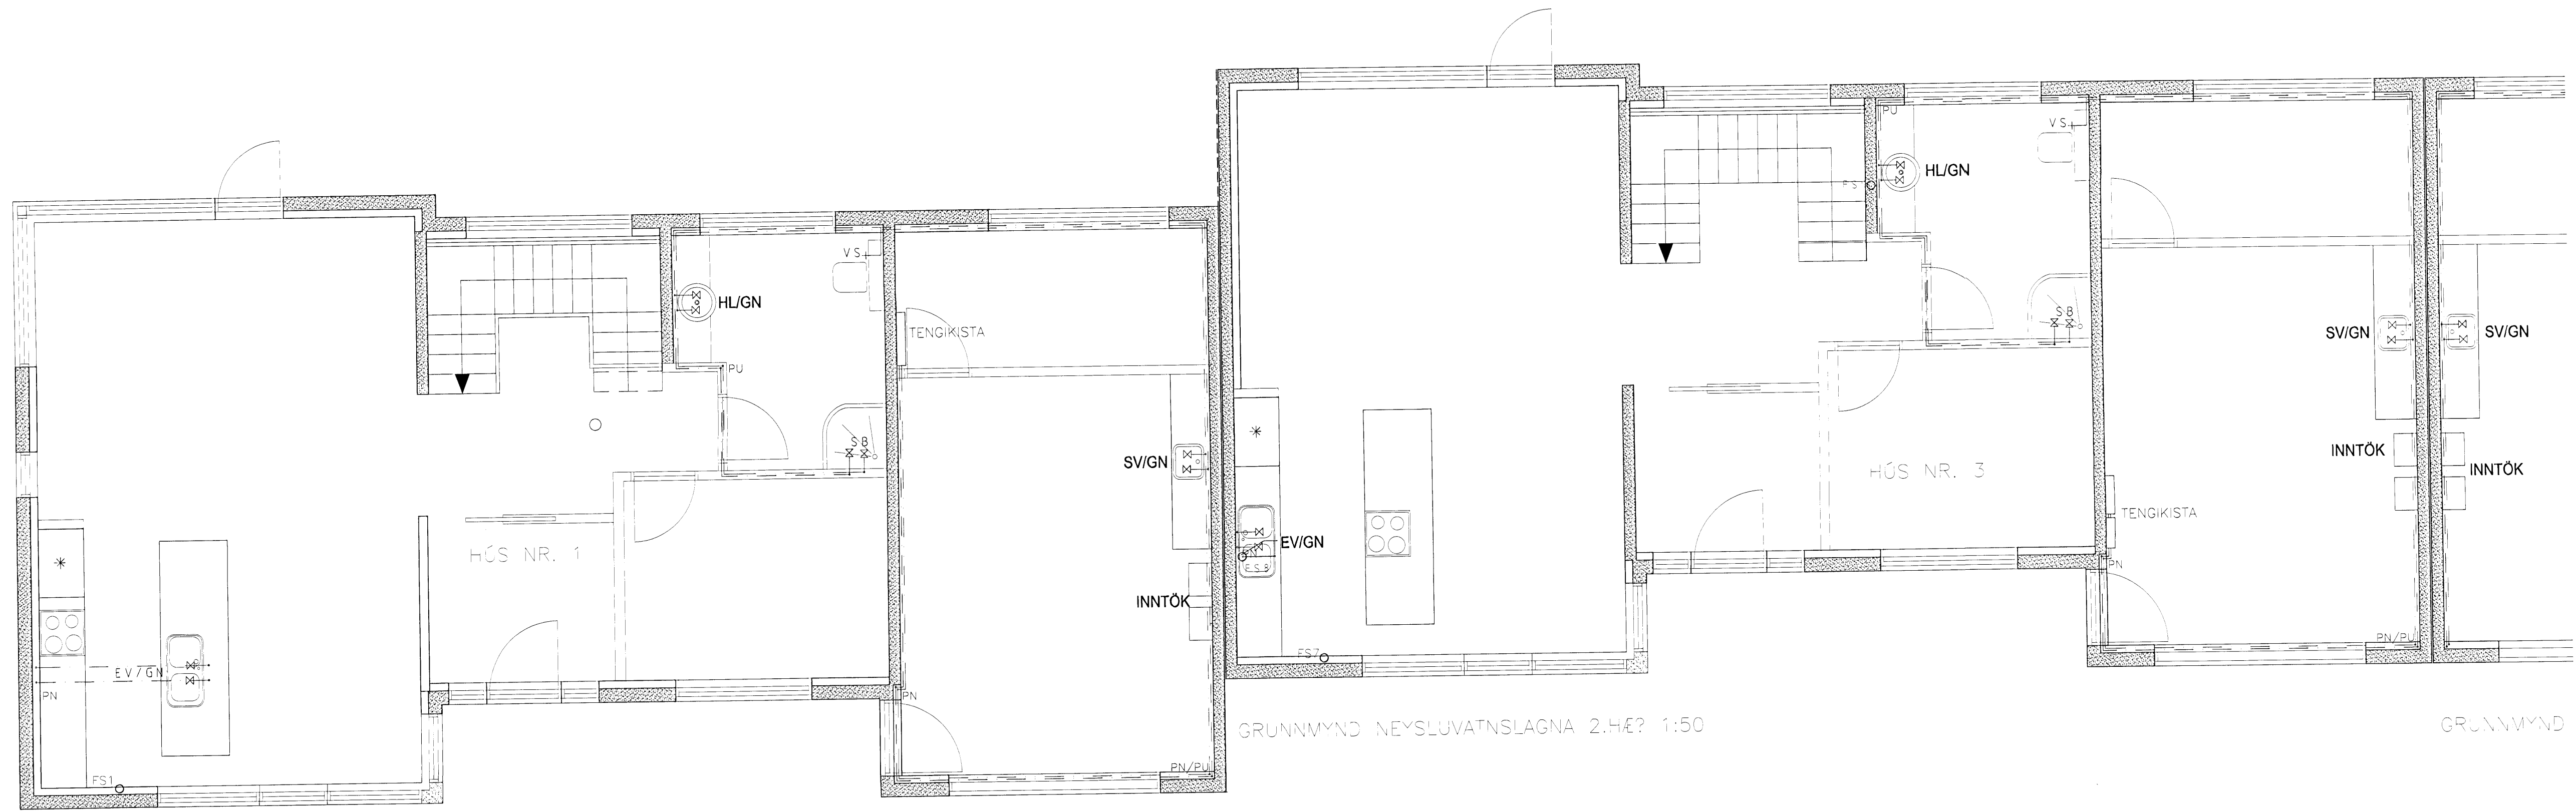 VS
HL/GN
TENGIKISTA
PU
SB
SV/GN
HÚS NR. 1
INNTÖK
EV/GN
PN
PN
FS1
PN/PU
PU
VS
HL/GN
FS
SB
SV/GN
SV/GN
HÚS NR. 3
INNTÖK
INNTÖK
TENGIKISTA
EV/GN
E.S.B
PN
PN/PU
FS7
GRUNNMYND NEYSLUVATNSLAGNA 2.HÆ? 1:50
GRUNNMYND